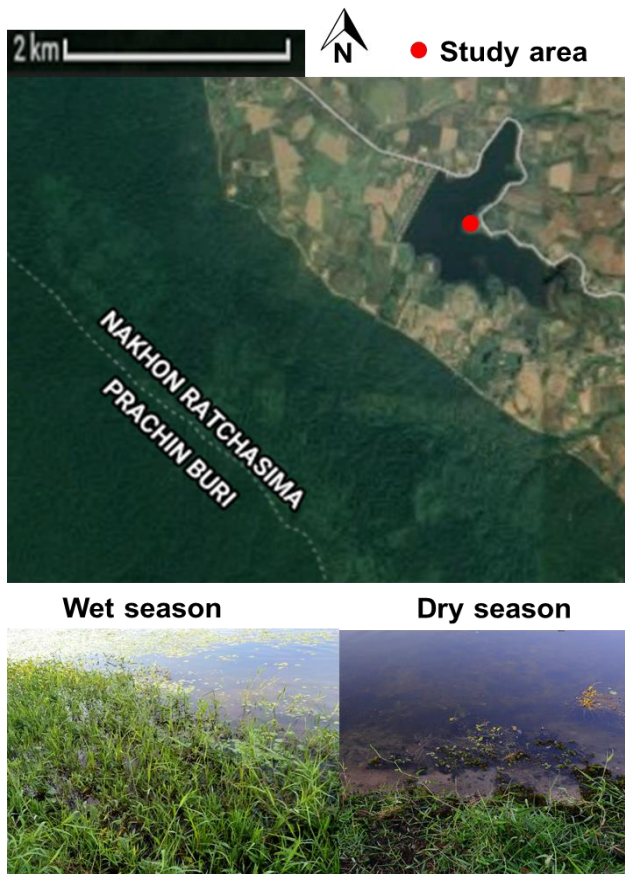 2 km
N
Study area
NAKHON RATCHASIMA
PRACHIN BURI
Wet season
Dry season